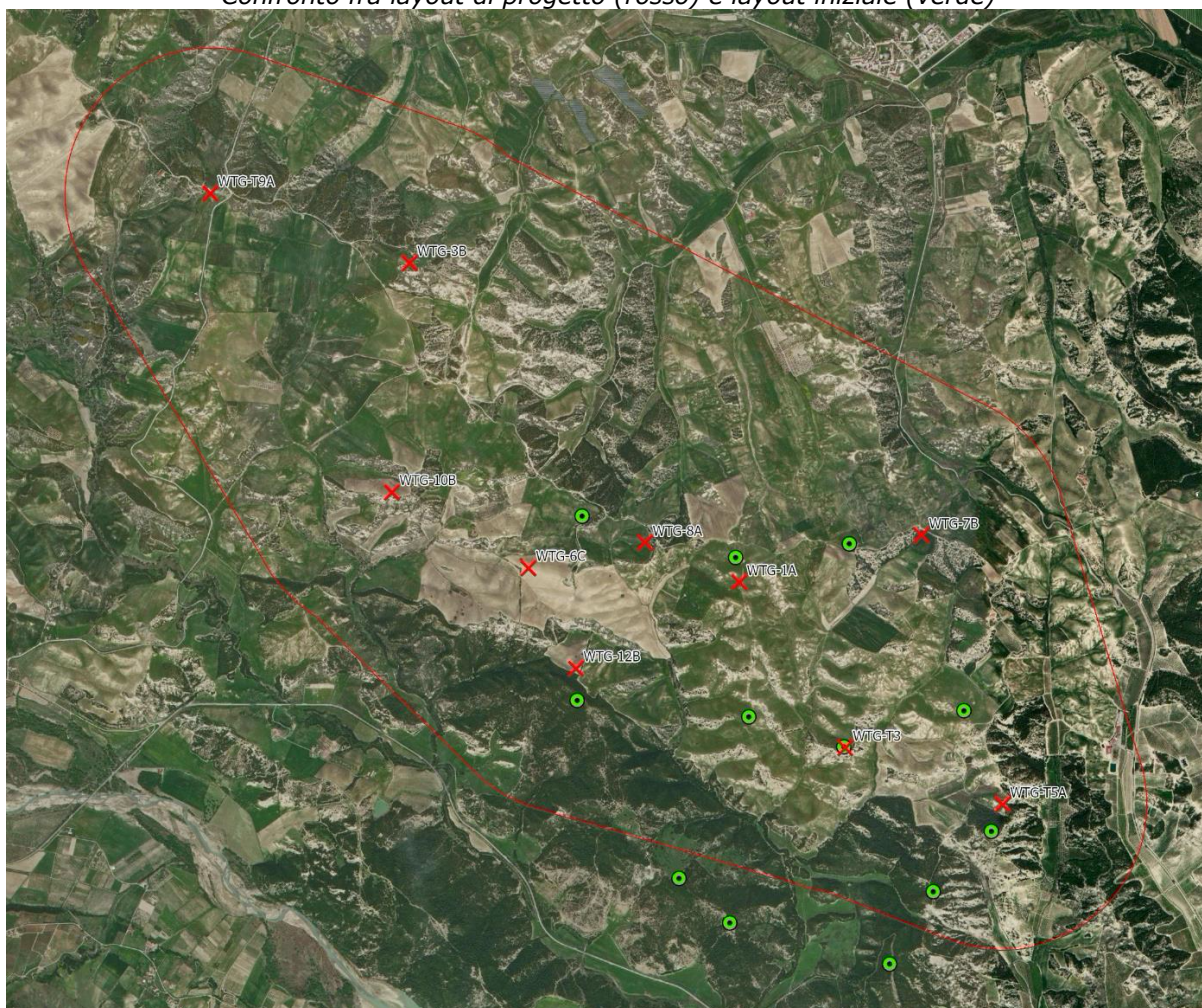 Confronto fra layout di progetto (rosso) e layout iniziale (verde)
WTG-T9A
WTG-3B
WTG-10B
WTG-8A
WTG-7B
WTG-6C
WTG-1A
WTG-12B
WTG-T3
WTG-T5A